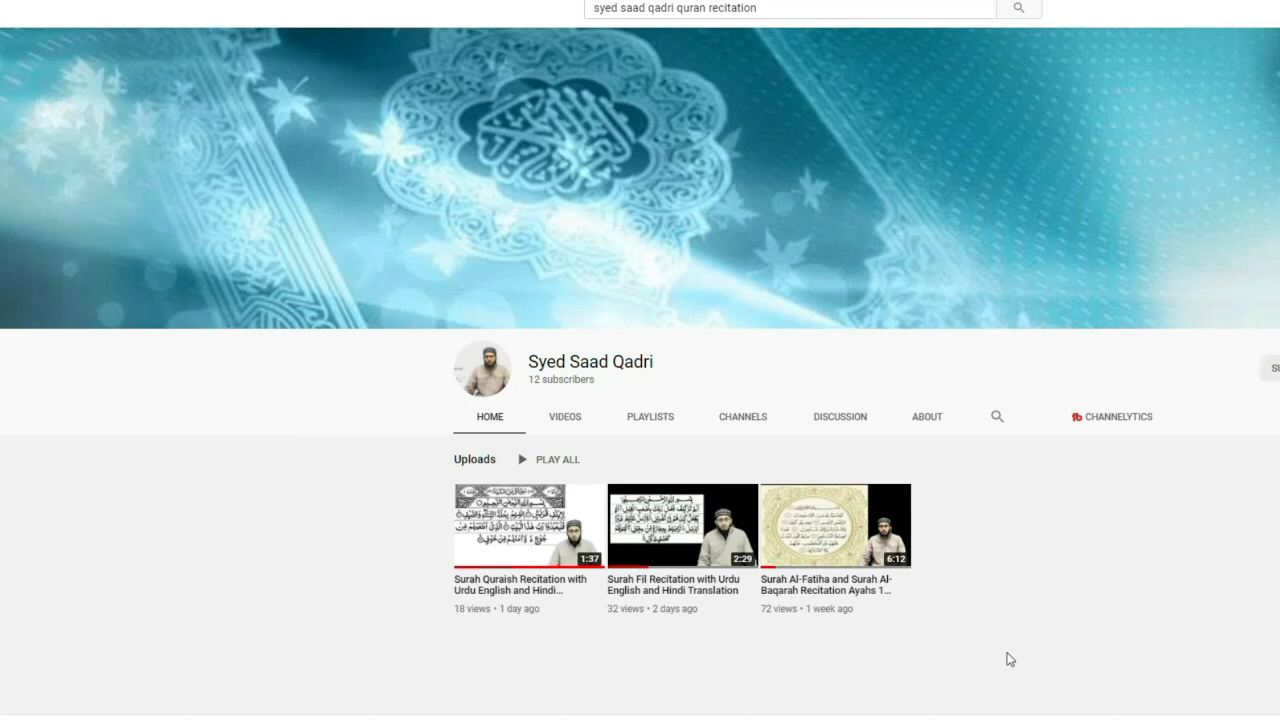 syed saad qadri quran recitation
Syed Saad Qadri
12 subscribers
SU
HOME VIDEOS PLAYLISTS CHANNELS DISCUSSION ABOUT CHANNELYTICS
Uploads PLAY ALL
1:37 2:29 6:12
Surah Quraish Recitation with
Urdu English and Hindi...
18 views • 1 day ago
Surah Fil Recitation with Urdu
English and Hindi Translation
32 views • 2 days ago
Surah Al-Fatiha and Surah Al-
Baqarah Recitation Ayahs 1...
72 views • 1 week ago